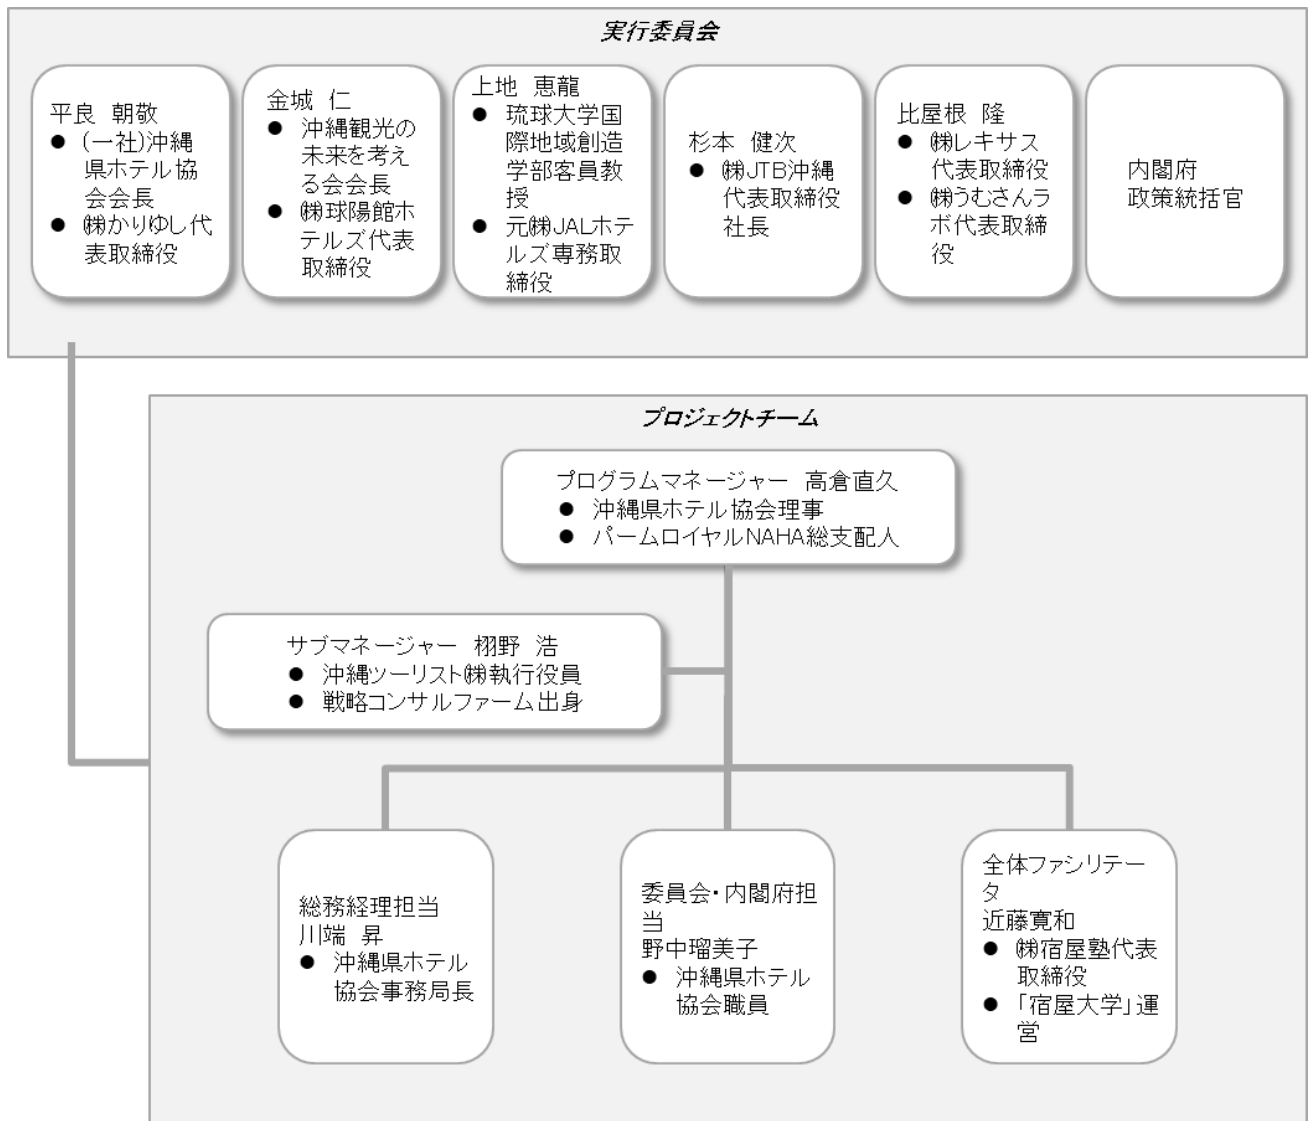 実行委員会
平良 朝敬
● (一社)沖縄
県ホテル協
会会長
● ㈱かりゆし代
表取締役
金城 仁
● 沖縄観光の
未来を考え
る会会長
● ㈱球陽館ホ
テルズ代表
取締役
上地 恵龍
● 琉球大学国
際地域創造
学部客員教
授
● 元㈱JALホテ
ルズ専務取
締役
杉本 健次
● ㈱JTB沖縄
代表取締役
社長
比屋根 隆
● ㈱レキサス
代表取締役
● ㈱うむさんラ
ボ代表取締
役
内閣府
政策統括官
プロジェクトチーム
プログラムマネージャー 高倉直久
● 沖縄県ホテル協会理事
● パームロイヤルNAHA総支配人
サブマネージャー 栩野 浩
● 沖縄ツーリスト㈱執行役員
● 戦略コンサルファーム出身
総務経理担当
川端 昇
● 沖縄県ホテル
協会事務局長
委員会・内閣府担
当
野中瑠美子
● 沖縄県ホテル
協会職員
全体ファシリテー
タ
近藤寛和
● ㈱宿屋塾代表
取締役
● 「宿屋大学」運
営